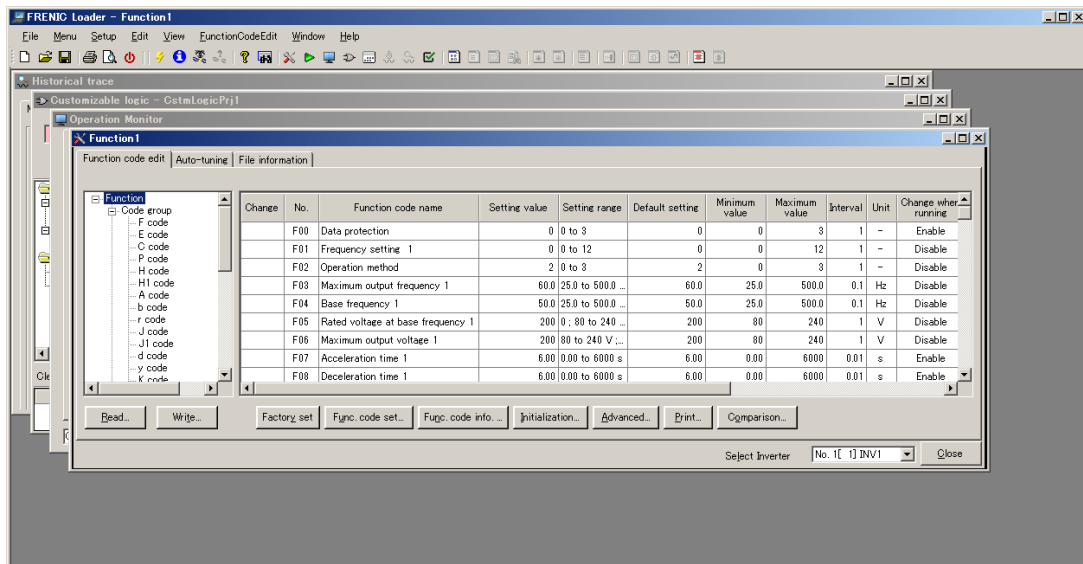 FRENIC Loader - Function1
File Menu Setup Edit View FunctionCodeEdit Window Help
Historical trace
Customizable logic - CstmLogicPrj1
Operation Monitor
Function1
Function code edit Auto-tuning File information
Function
Code group
F code
E code
C code
P code
H code
H1 code
A code
b code
r code
J code
J1 code
d code
y code
K code
Change No. Function code name Setting value Setting range Default setting Minimum value Maximum value Interval Unit Change when running
F00 Data protection 0 0 to 3 0 0 3 1 - Enable
F01 Frequency setting 1 0 0 to 12 0 0 12 1 - Disable
F02 Operation method 2 0 to 3 2 0 3 1 - Disable
F03 Maximum output frequency 1 60.0 25.0 to 500.0 ... 60.0 25.0 500.0 0.1 Hz Disable
F04 Base frequency 1 50.0 25.0 to 500.0 ... 50.0 25.0 500.0 0.1 Hz Disable
F05 Rated voltage at base frequency 1 200 0 ; 80 to 240 ... 200 80 240 1 V Disable
F06 Maximum output voltage 1 200 80 to 240 V ;... 200 80 240 1 V Disable
F07 Acceleration time 1 6.00 0.00 to 6000 s 6.00 0.00 6000 0.01 s Enable
F08 Deceleration time 1 6.00 0.00 to 6000 s 6.00 0.00 6000 0.01 s Enable
Read... Write... Factory set Func. code set... Func. code info. ... Initialization... Advanced... Print... Comparison...
Select Inverter No. 1[ 1] INV1 Close